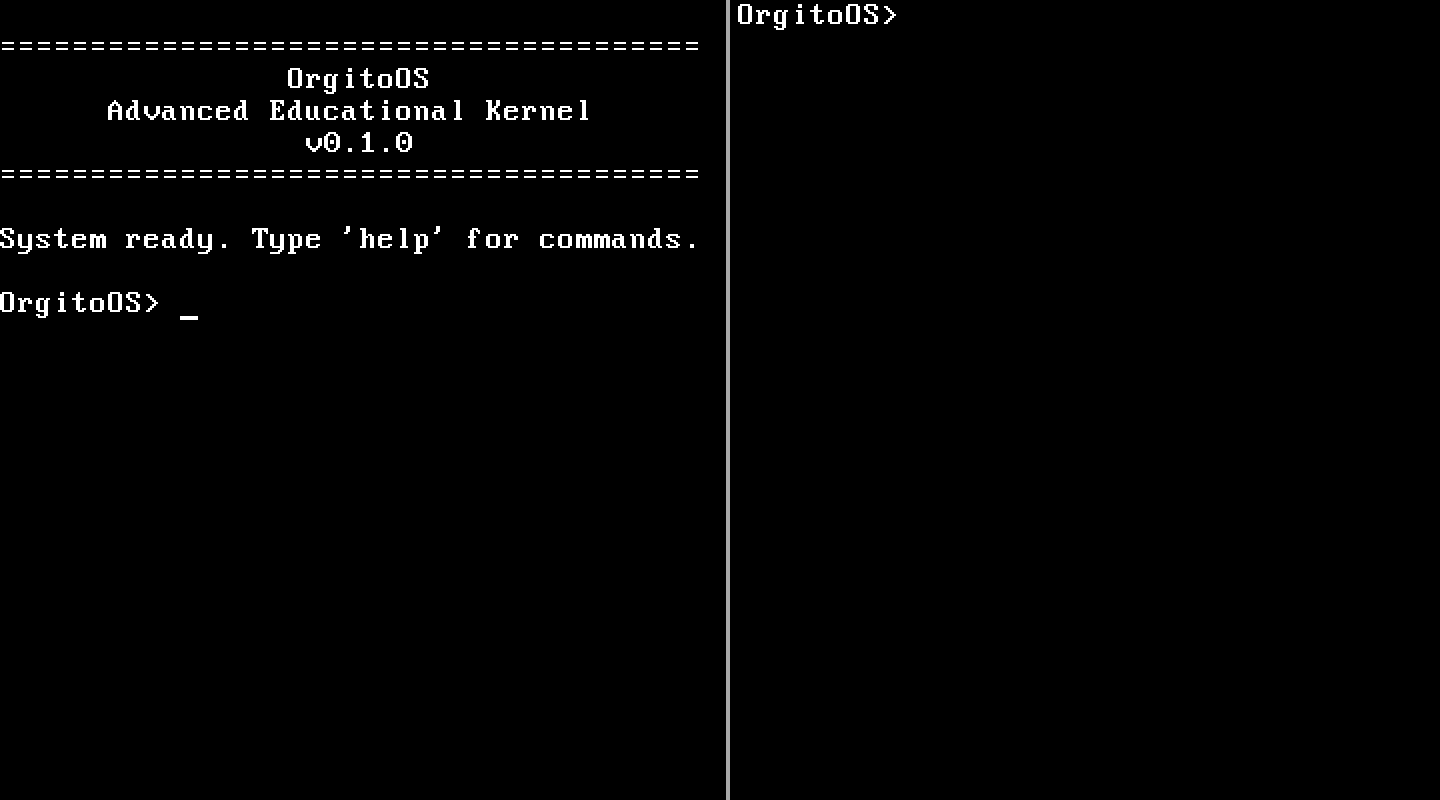 =======================================
OrgitoOS
Advanced Educational Kernel
v0.1.0
=======================================
System ready. Type 'help' for commands.
OrgitoOS> _
OrgitoOS>